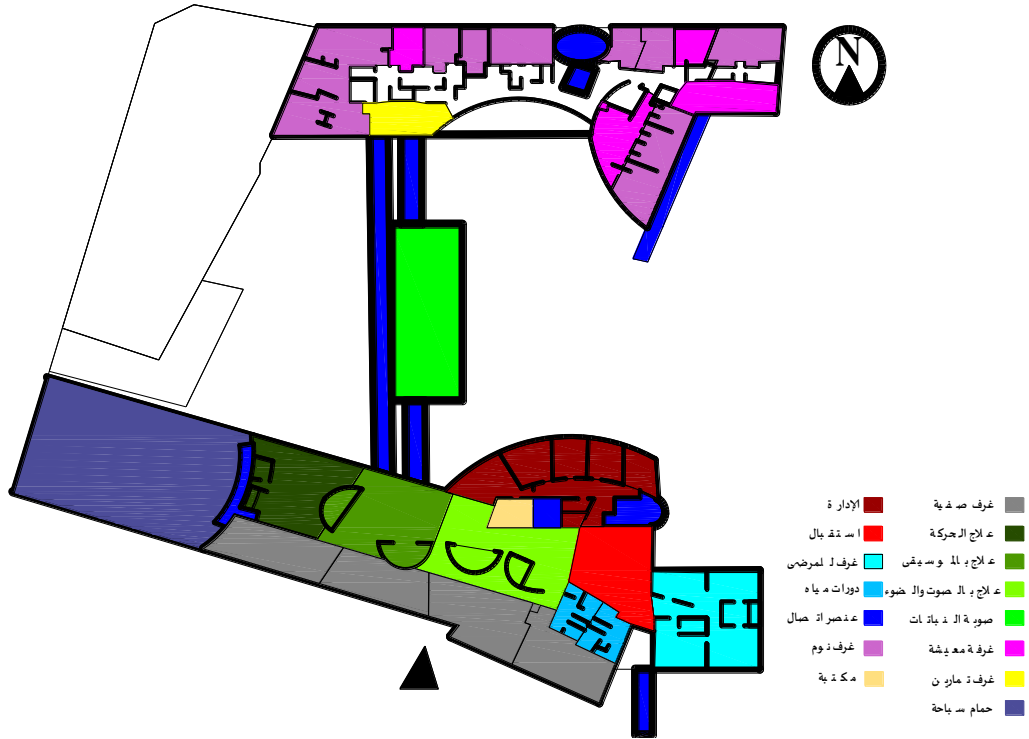 N
غرف صفية
الإدارة
علاج الحركة
استقبال
علاج بالموسيقى
غرف للمرضى
علاج بالصوت والضوء
دورات مياه
صوبة النباتات
عنصر اتصال
غرفة معيشة
غرف نوم
غرف تمارين
مكتبة
حمام سباحة